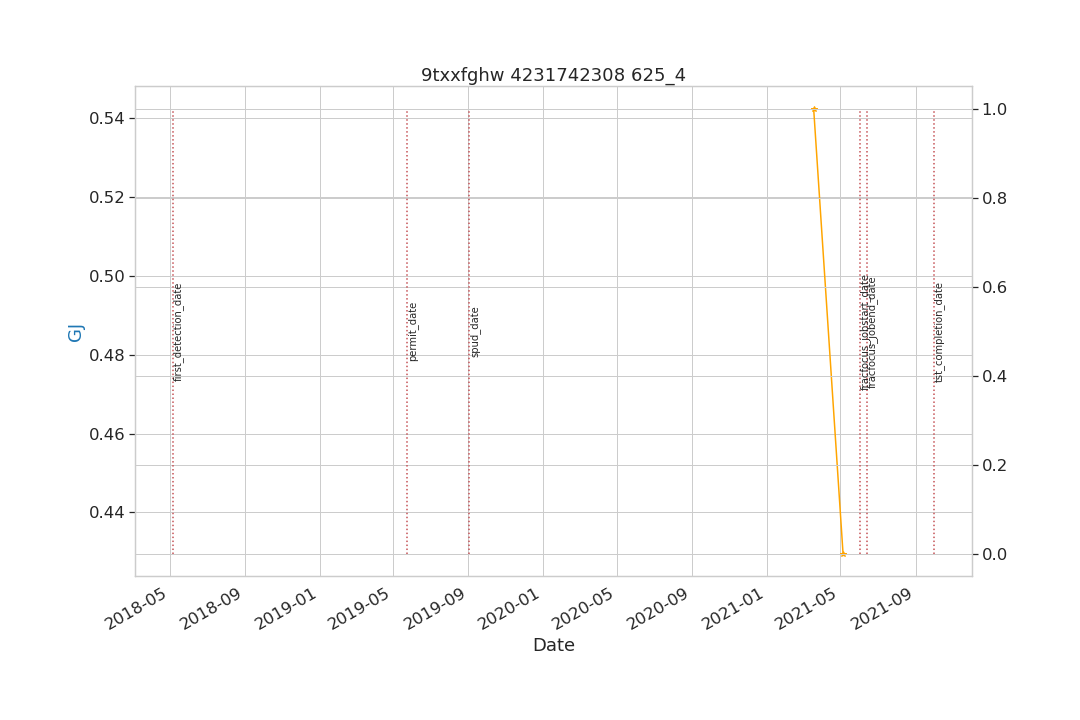 9txxfghw 4231742308 625_4
GJ
0.54
0.52
0.50
0.48
0.46
0.44
1.0
0.8
0.6
0.4
0.2
0.0
first_detection_date
permit_date
spud_date
fracfocus_jobstart_date
fracfocus_jobend_date
tst_completion_date
2018-05
2018-09
2019-01
2019-05
2019-09
2020-01
2020-05
2020-09
2021-01
2021-05
2021-09
Date